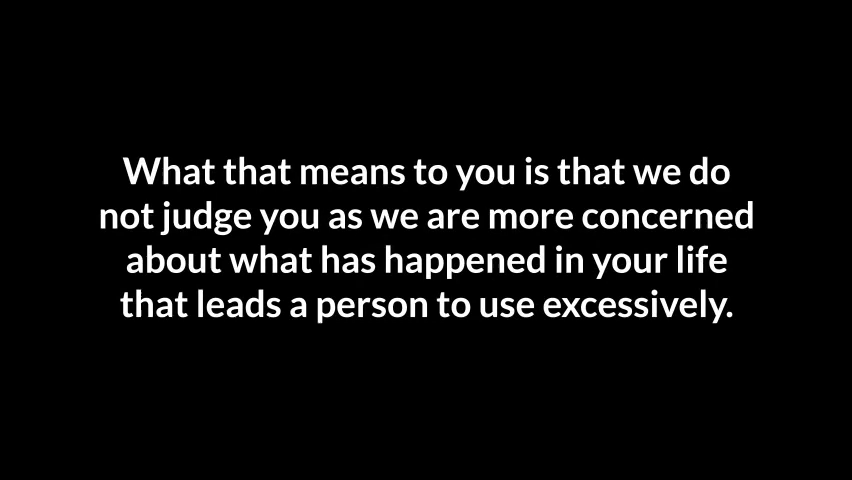 What that means to you is that we do
not judge you as we are more concerned
about what has happened in your life
that leads a person to use excessively.